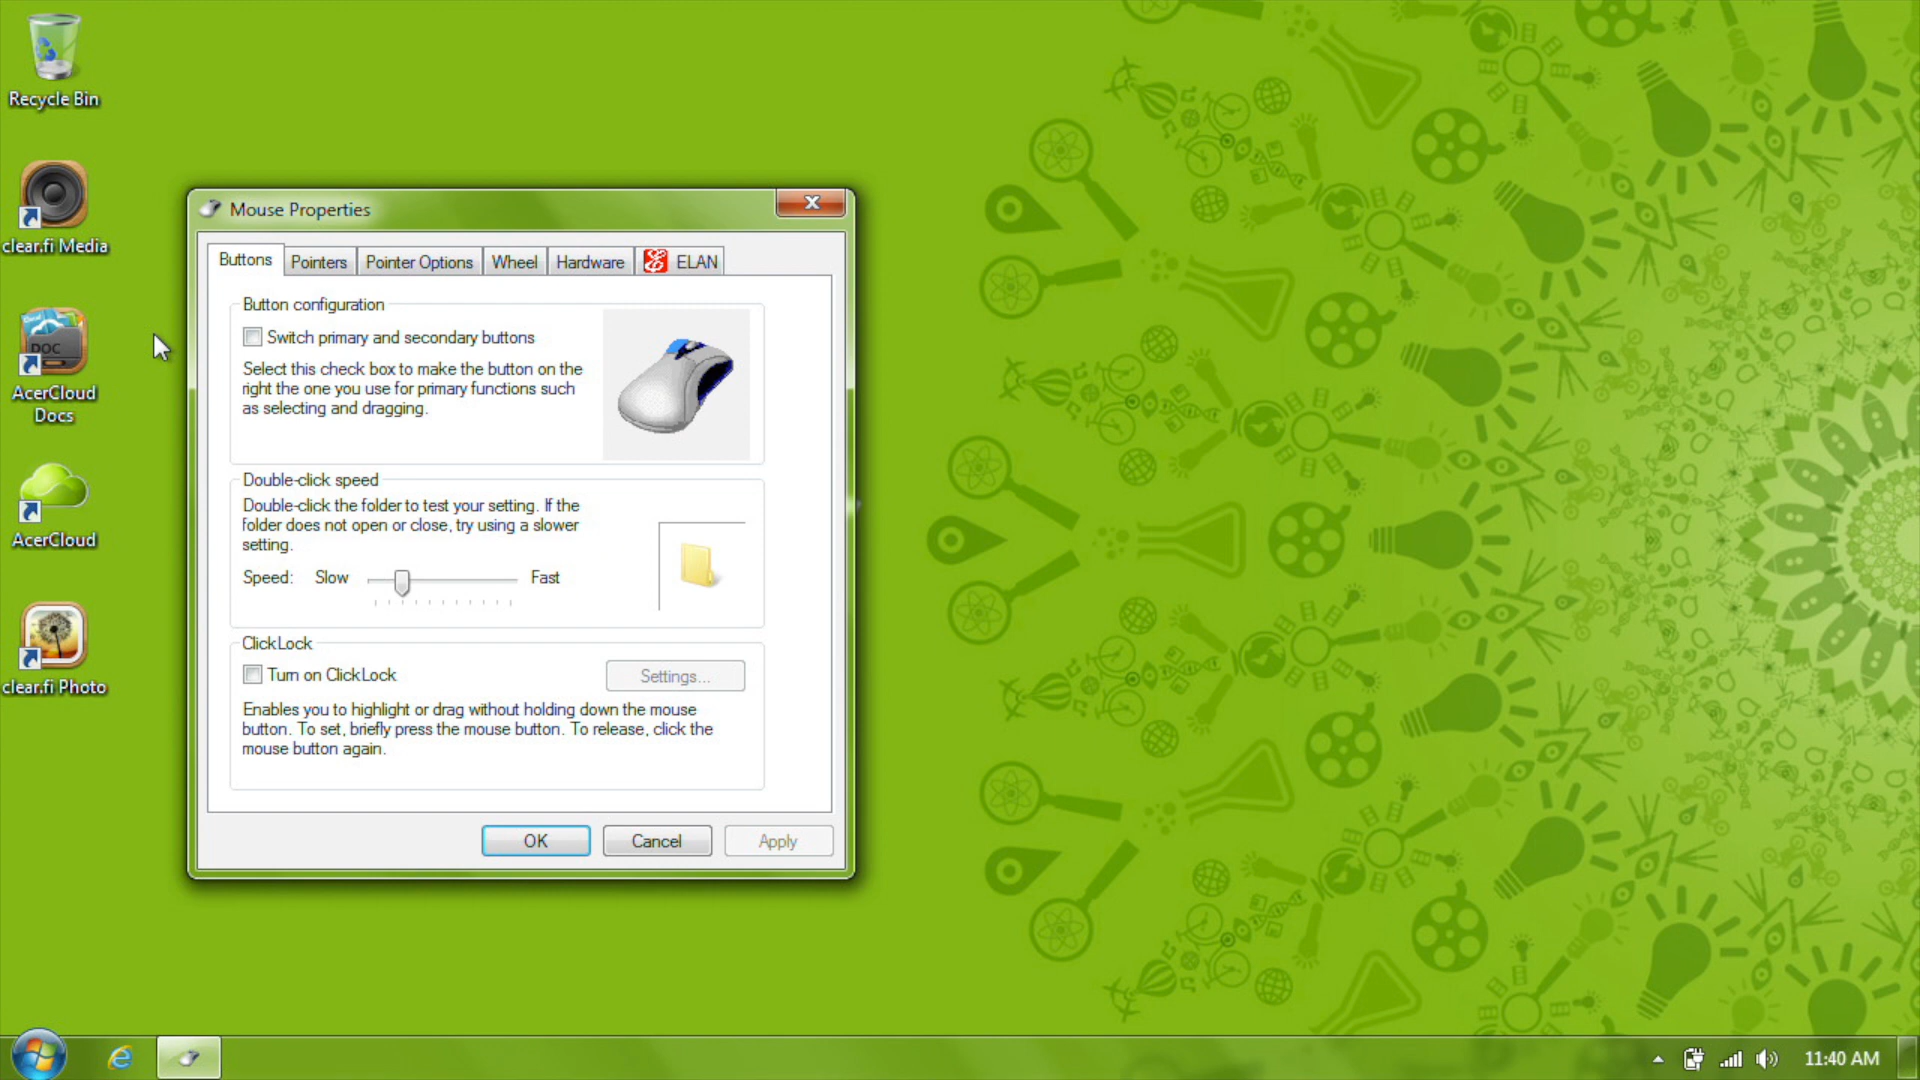 Recycle Bin
clear.fi Media
AcerCloud
Docs
AcerCloud
clear.fi Photo
Mouse Properties
Buttons Pointers Pointer Options Wheel Hardware ELAN
Button configuration
Switch primary and secondary buttons
Select this check box to make the button on the
right the one you use for primary functions such
as selecting and dragging.
Double-click speed
Double-click the folder to test your setting. If the
folder does not open or close, try using a slower
setting.
Speed: Slow Fast
ClickLock
Turn on ClickLock Settings...
Enables you to highlight or drag without holding down the mouse
button. To set, briefly press the mouse button. To release, click the
mouse button again.
OK Cancel Apply
11:40 AM
DOC